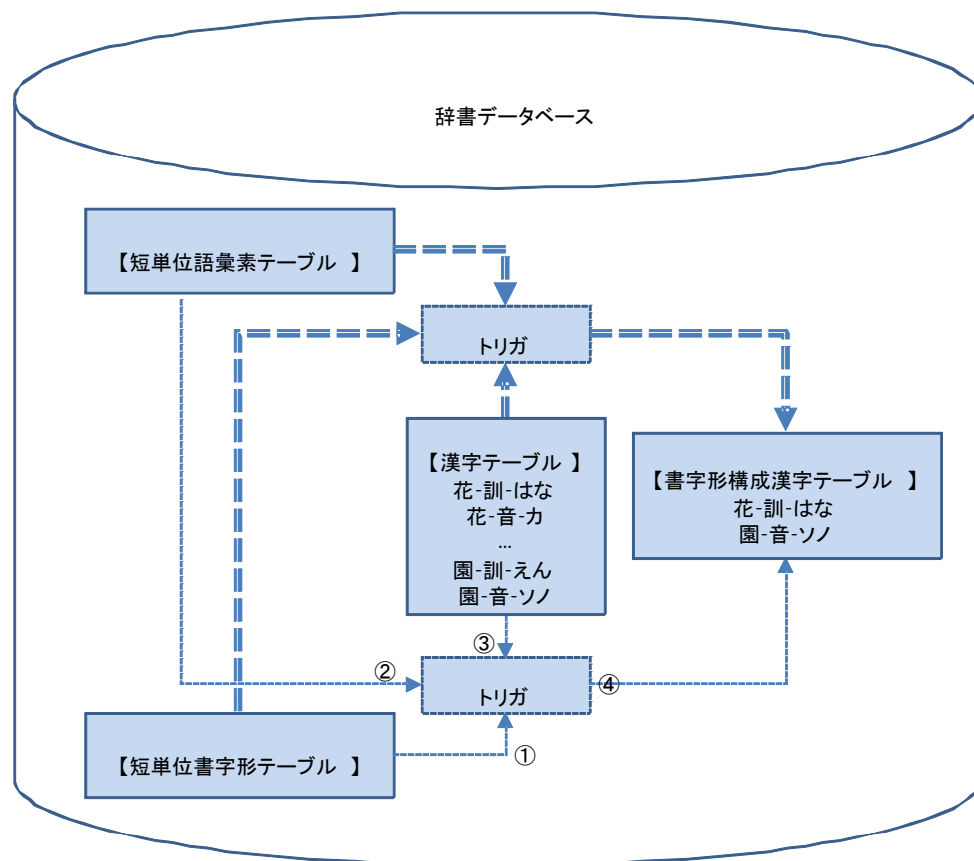 辞書データベース
【短単位語彙素テーブル 】
トリガ
【漢字テーブル 】
花-訓-はな
花-音-カ
…
園-訓-えん
園-音-ソノ
【書字形構成漢字テーブル 】
花-訓-はな
園-音-ソノ
③
②
トリガ
④
①
【短単位書字形テーブル 】